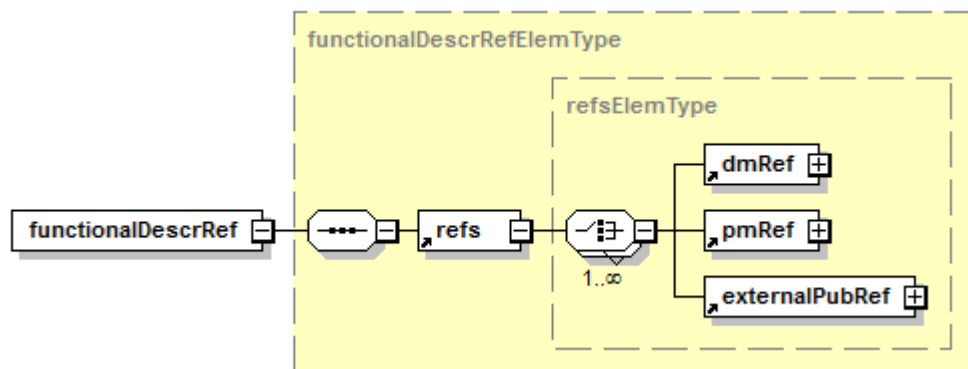 functionalDescrRefElemType
refsElemType
dmRef
functionalDescrRef
refs
pmRef
1..∞
externalPubRef